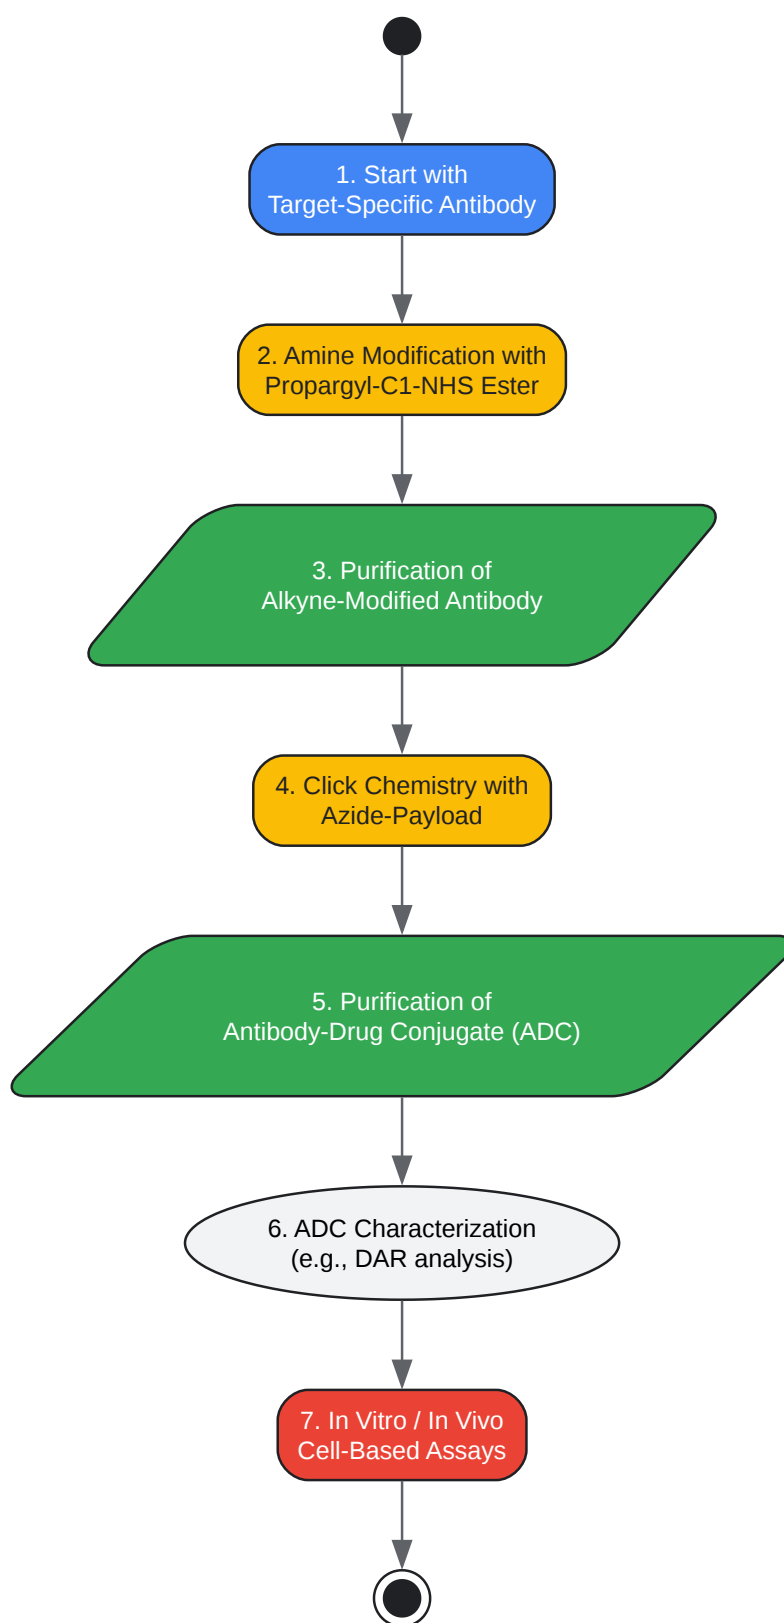 1. Start with
Target-Specific Antibody
2. Amine Modification with
Propargyl-C1-NHS Ester
3. Purification of
Alkyne-Modified Antibody
4. Click Chemistry with
Azide-Payload
5. Purification of
Antibody-Drug Conjugate (ADC)
6. ADC Characterization
(e.g., DAR analysis)
7. In Vitro / In Vivo
Cell-Based Assays